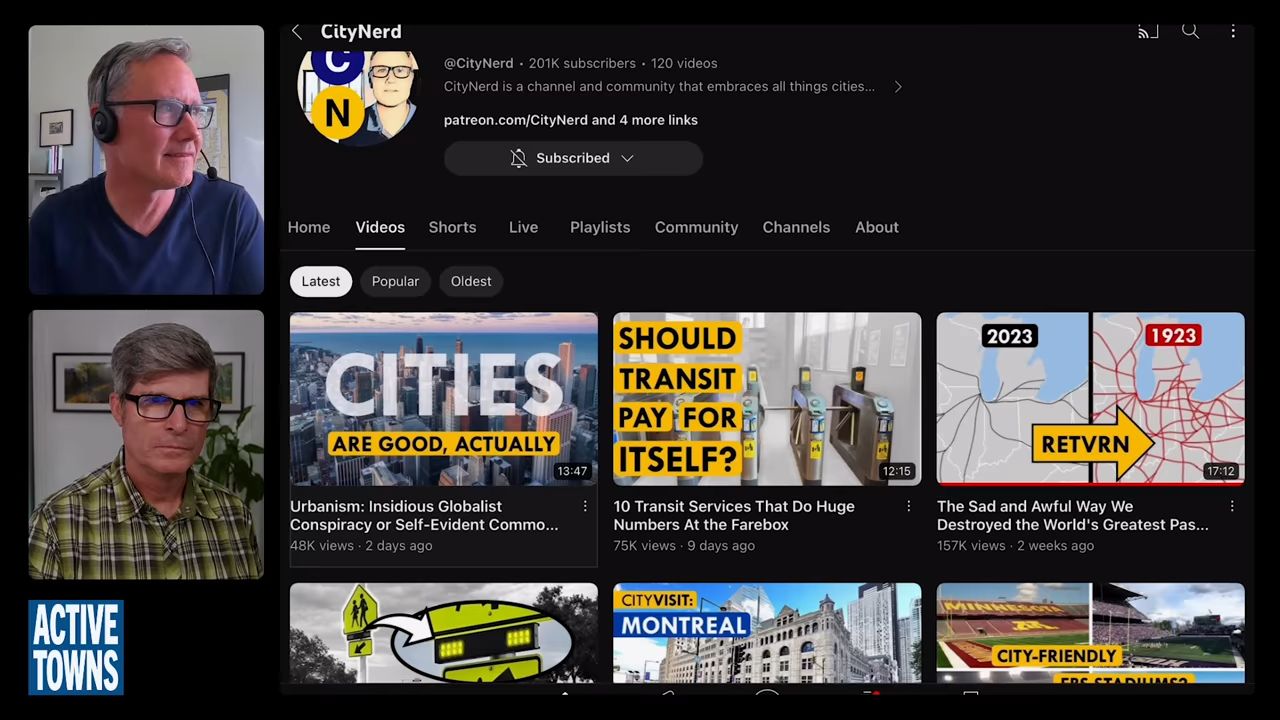 CityNerd
C
N
@CityNerd • 201K subscribers • 120 videos
CityNerd is a channel and community that embraces all things cities...
patreon.com/CityNerd and 4 more links
Subscribed
Home Videos Shorts Live Playlists Community Channels About
Latest Popular Oldest
CITIES
ARE GOOD, ACTUALLY
13:47
Urbanism: Insidious Globalist
Conspiracy or Self-Evident Commo...
48K views · 2 days ago
SHOULD
TRANSIT
PAY FOR
ITSELF?
12:15
10 Transit Services That Do Huge
Numbers At the Farebox
75K views · 9 days ago
2023
1923
RETVRN
17:12
The Sad and Awful Way We
Destroyed the World's Greatest Pas...
157K views · 2 weeks ago
CITYVISIT:
MONTREAL
MINNESOTA
CITY-FRIENDLY
FBS STADIUMS?
ACTIVE
TOWNS